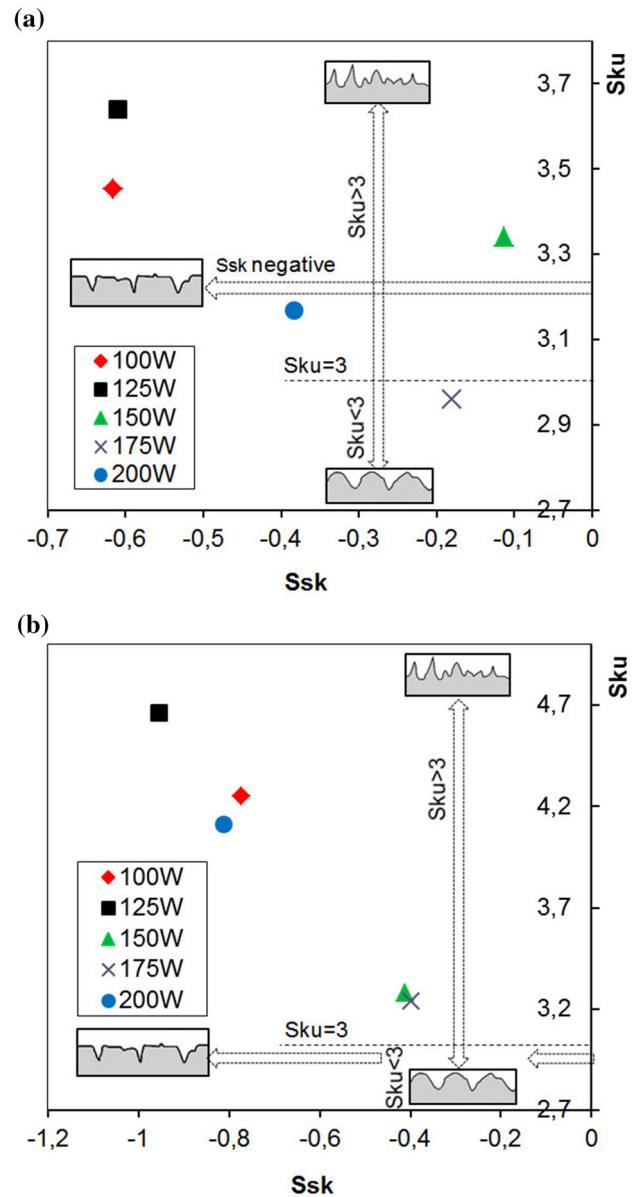 (a)
Sku
3,7
3,5
3,3
3,1
2,9
2,7
Sku>3
Ssk negative
Sku=3
Sku<3
100W
125W
150W
175W
200W
-0,7 -0,6 -0,5 -0,4 -0,3 -0,2 -0,1 0
Ssk
(b)
Sku
4,7
4,2
3,7
3,2
2,7
Sku>3
100W
125W
150W
175W
200W
Sku=3
Sku<3
-1,2 -1 -0,8 -0,6 -0,4 -0,2 0
Ssk